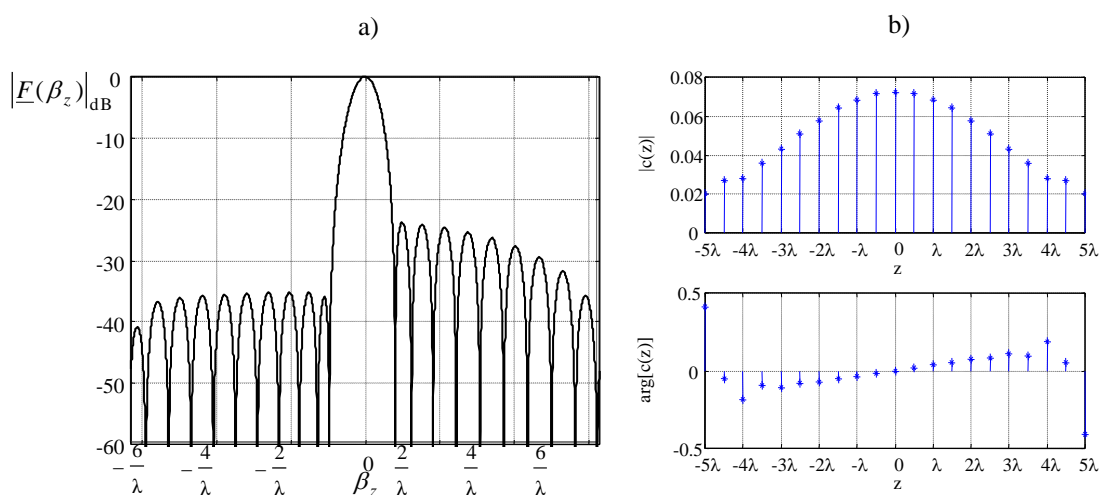 a)
b)
|F(β_z)|_dB
0
-10
-20
-30
-40
-50
-60
−6/λ −4/λ −2/λ 0 2/λ 4/λ 6/λ
β_z
|c(z)|
0.08
0.06
0.04
0.02
0
-5λ -4λ -3λ -2λ -λ 0 λ 2λ 3λ 4λ 5λ
z
arg[c(z)]
0.5
0
-0.5
-5λ -4λ -3λ -2λ -λ 0 λ 2λ 3λ 4λ 5λ
z